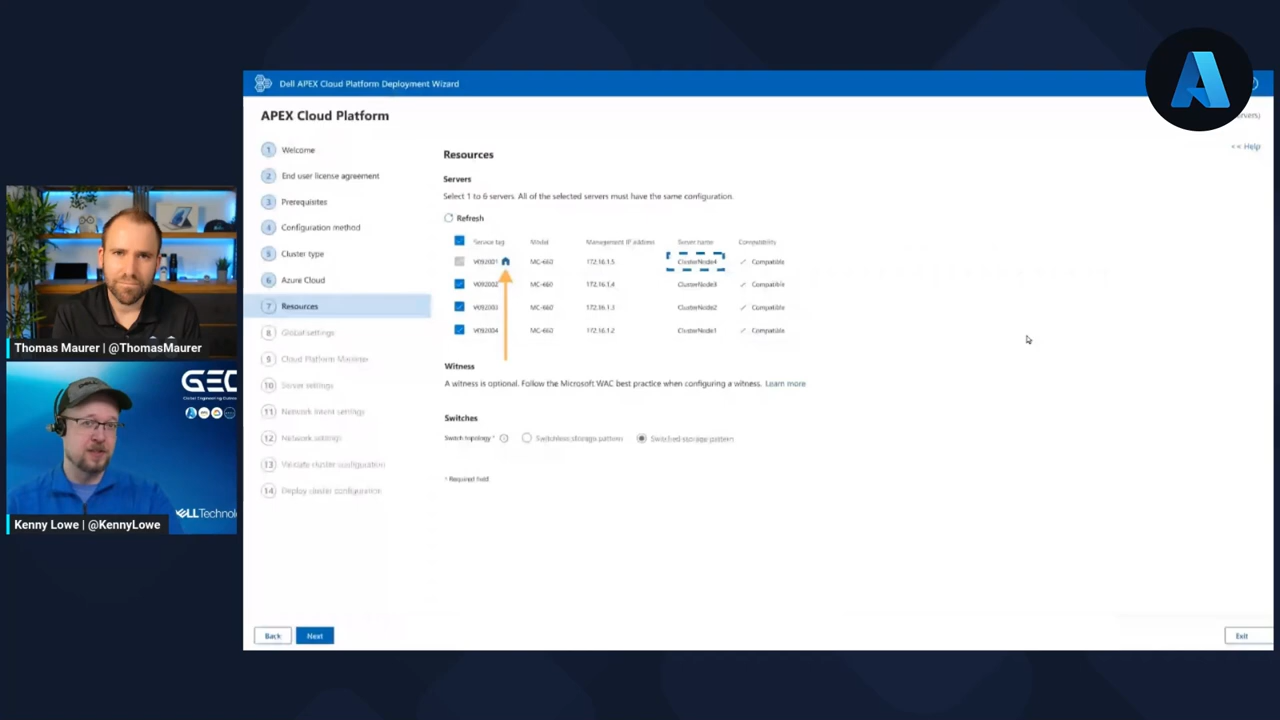 Dell APEX Cloud Platform Deployment Wizard
APEX Cloud Platform
<< Help
1 Welcome
2 End user license agreement
3 Prerequisites
4 Configuration method
5 Cluster type
6 Azure Cloud
7 Resources
8 Global settings
9 Cloud Platform Manager
10 Server settings
11 Network intent settings
12 Network settings
13 Validate cluster configuration
14 Deploy cluster configuration
Resources
Servers
Select 1 to 6 servers. All of the selected servers must have the same configuration.
Refresh
Service tag Model Management IP address Server name Compatibility
V092001 MC-660 172.16.1.5 ClusterNode4 Compatible
V092002 MC-660 172.16.1.4 ClusterNode3 Compatible
V092003 MC-660 172.16.1.3 ClusterNode2 Compatible
V092004 MC-660 172.16.1.2 ClusterNode1 Compatible
Witness
A witness is optional. Follow the Microsoft WAC best practice when configuring a witness. Learn more
Switches
Switch topology * Switchless storage pattern Switched storage pattern
* Required field
Back Next Exit
Thomas Maurer | @ThomasMaurer
GEO
DELLTechnolo
Kenny Lowe | @KennyLowe